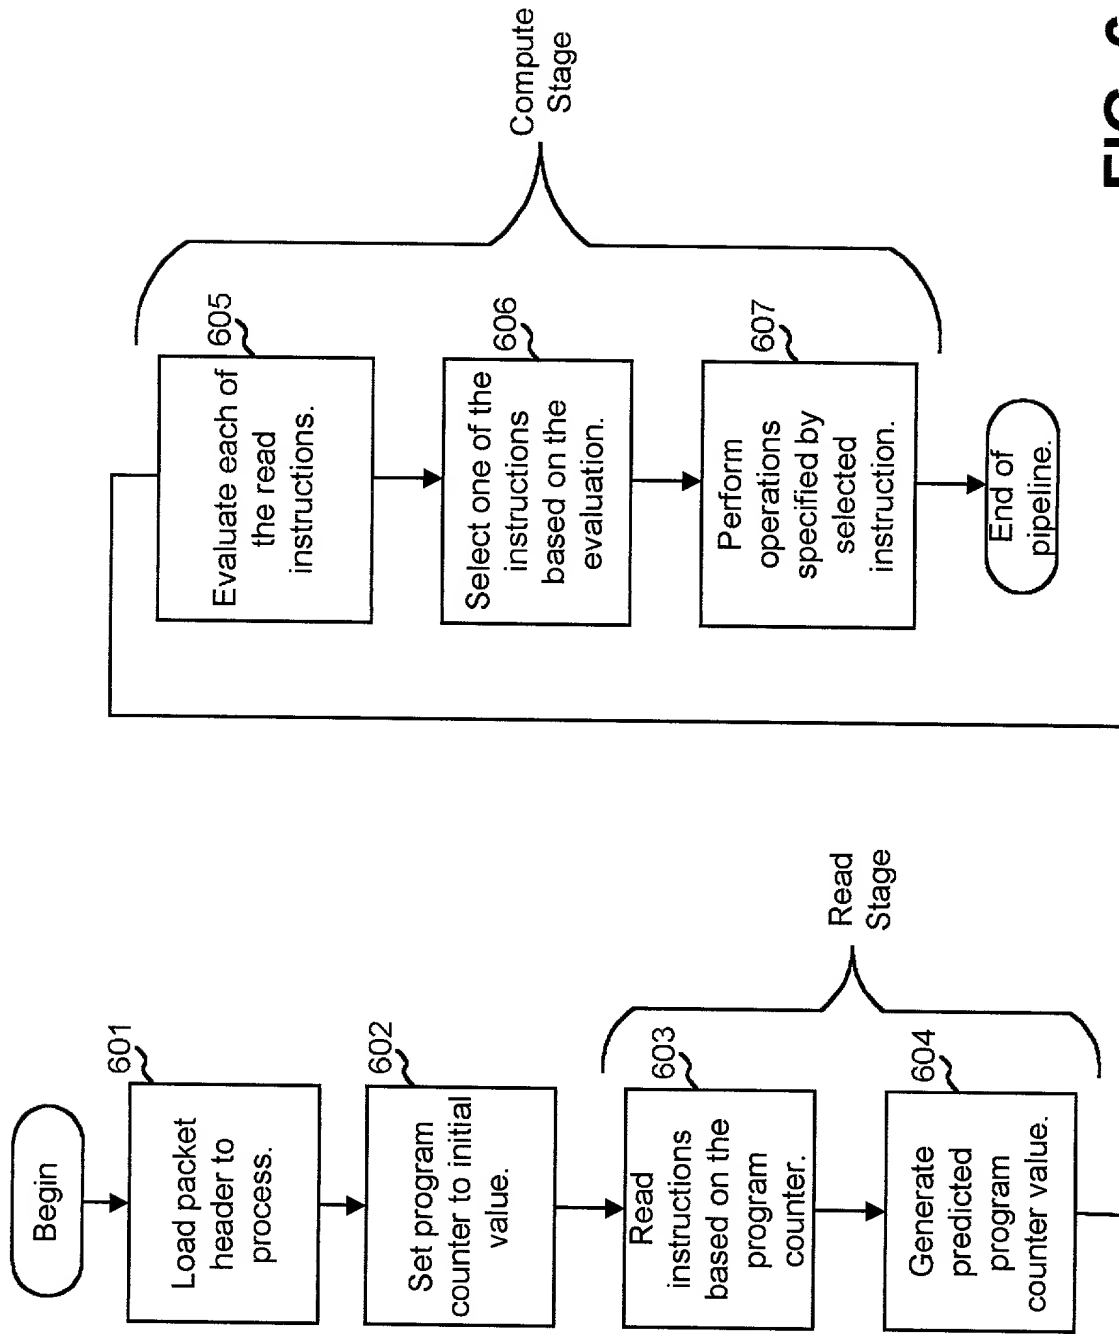 Begin
601
Load packet
header to
process.
602
Set program
counter to initial
value.
603
Read
instructions
based on the
program
counter.
604
Generate
predicted
program
counter value.
Read
Stage
605
Evaluate each of
the read
instructions.
606
Select one of the
instructions
based on the
evaluation.
607
Perform
operations
specified by
selected
instruction.
End of
pipeline.
Compute
Stage
FIG.